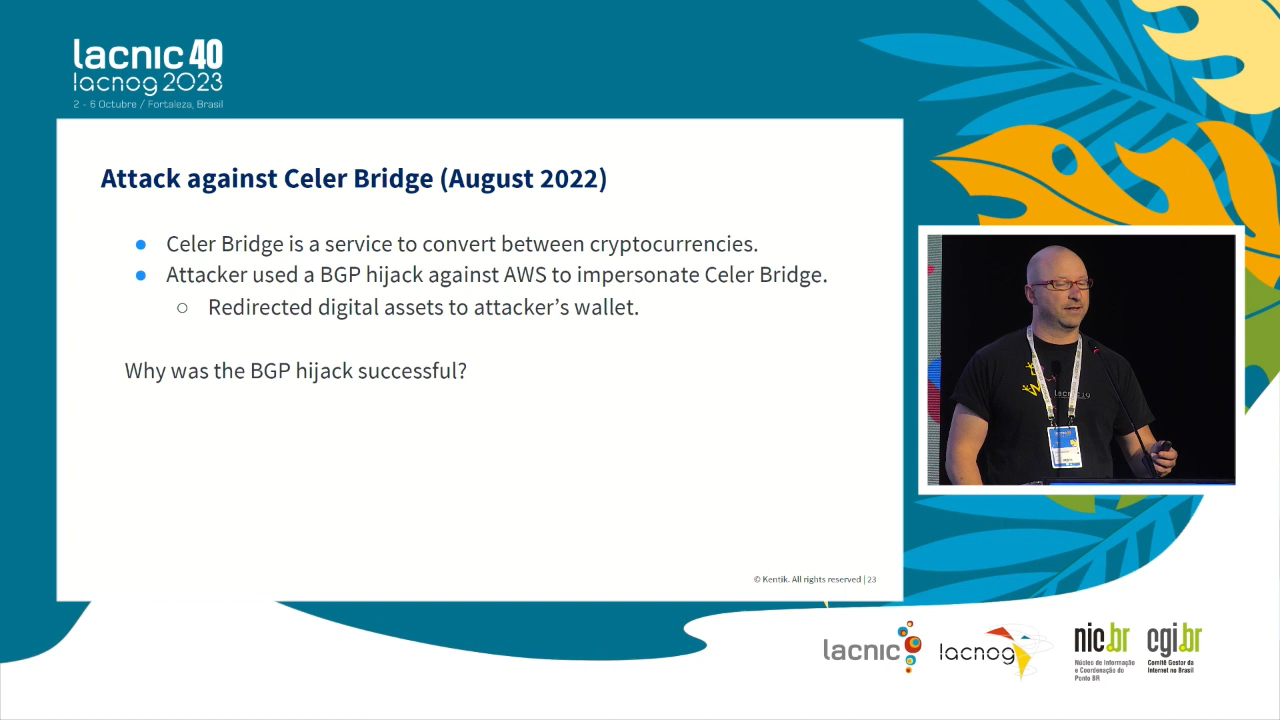 lacnic 40
lacnog 2023
2 - 6 Octubre / Fortaleza, Brasil
Attack against Celer Bridge (August 2022)
● Celer Bridge is a service to convert between cryptocurrencies.
● Attacker used a BGP hijack against AWS to impersonate Celer Bridge.
○ Redirected digital assets to attacker’s wallet.
Why was the BGP hijack successful?
© Kentik. All rights reserved | 23
lacnic19
lacnic
lacnog
nic.br
Núcleo de Informação
e Coordenação do
Ponto BR
cgi.br
Comitê Gestor da
Internet no Brasil